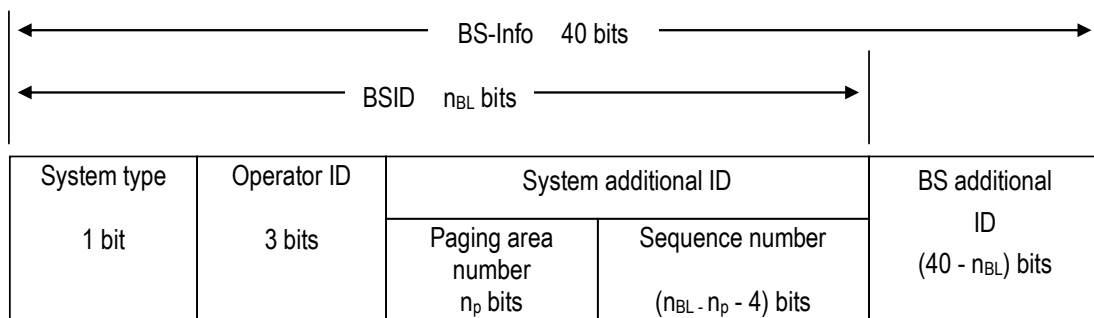 BS-Info 40 bits
BSID n_BL bits
System type
1 bit
Operator ID
3 bits
System additional ID
Paging area
number
n_p bits
Sequence number
(n_BL - n_p - 4) bits
BS additional
ID
(40 - n_BL) bits